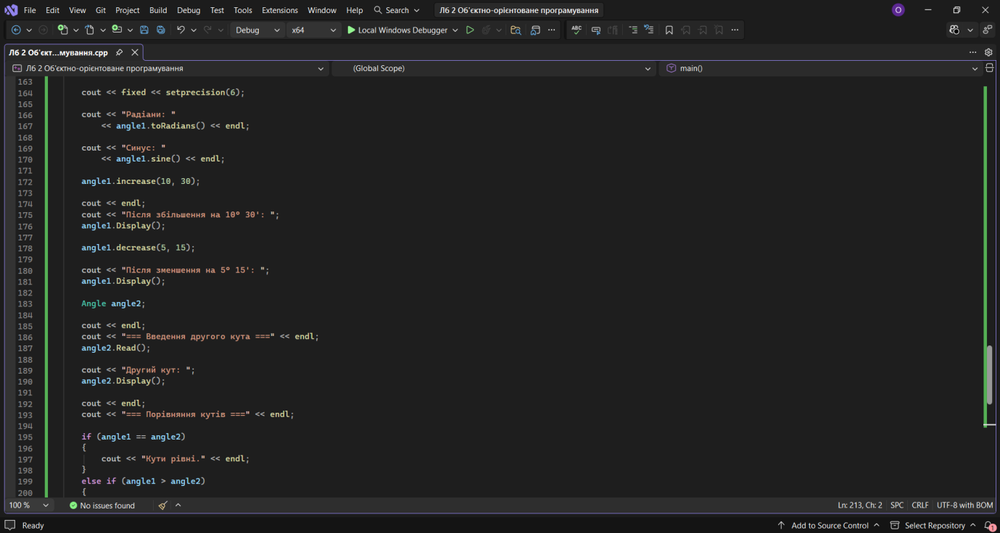 File Edit View Git Project Build Debug Test Tools Extensions Window Help Search Лб 2 Об'єктно-орієнтоване програмування O
Debug x64 Local Windows Debugger
Лб 2 Об'єкт...мування.cpp
Лб 2 Об'єктно-орієнтоване програмування (Global Scope) main()
163
164 cout << fixed << setprecision(6);
165
166 cout << "Радіани: "
167 << angle1.toRadians() << endl;
168
169 cout << "Синус: "
170 << angle1.sine() << endl;
171
172 angle1.increase(10, 30);
173
174 cout << endl;
175 cout << "Після збільшення на 10° 30': ";
176 angle1.Display();
177
178 angle1.decrease(5, 15);
179
180 cout << "Після зменшення на 5° 15': ";
181 angle1.Display();
182
183 Angle angle2;
184
185 cout << endl;
186 cout << "=== Введення другого кута ===" << endl;
187 angle2.Read();
188
189 cout << "Другий кут: ";
190 angle2.Display();
191
192 cout << endl;
193 cout << "=== Порівняння кутів ===" << endl;
194
195 if (angle1 == angle2)
196 {
197 cout << "Кути рівні." << endl;
198 }
199 else if (angle1 > angle2)
200 {
100 % No issues found Ln: 213, Ch: 2 SPC CRLF UTF-8 with BOM
Ready Add to Source Control Select Repository 1